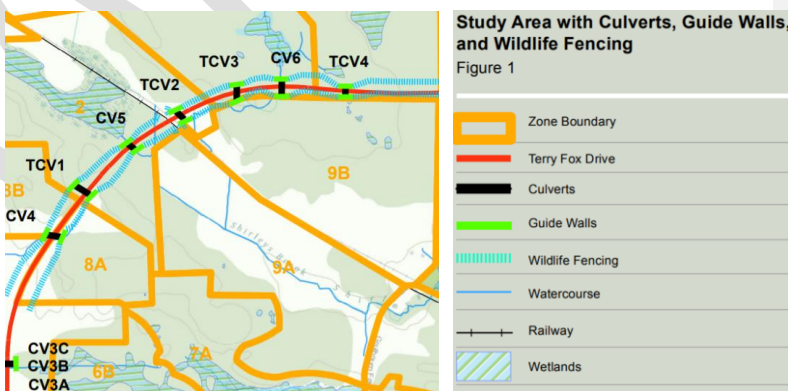 Study Area with Culverts, Guide Walls,
and Wildlife Fencing
Figure 1
Zone Boundary
Terry Fox Drive
Culverts
Guide Walls
Wildlife Fencing
Watercourse
Railway
Wetlands
TCV3
CV6
TCV4
TCV2
2
CV5
TCV1
9B
8B
CV4
Shirleys Brook
8A
9A
CV3C
7A
CV3B
6B
CV3A